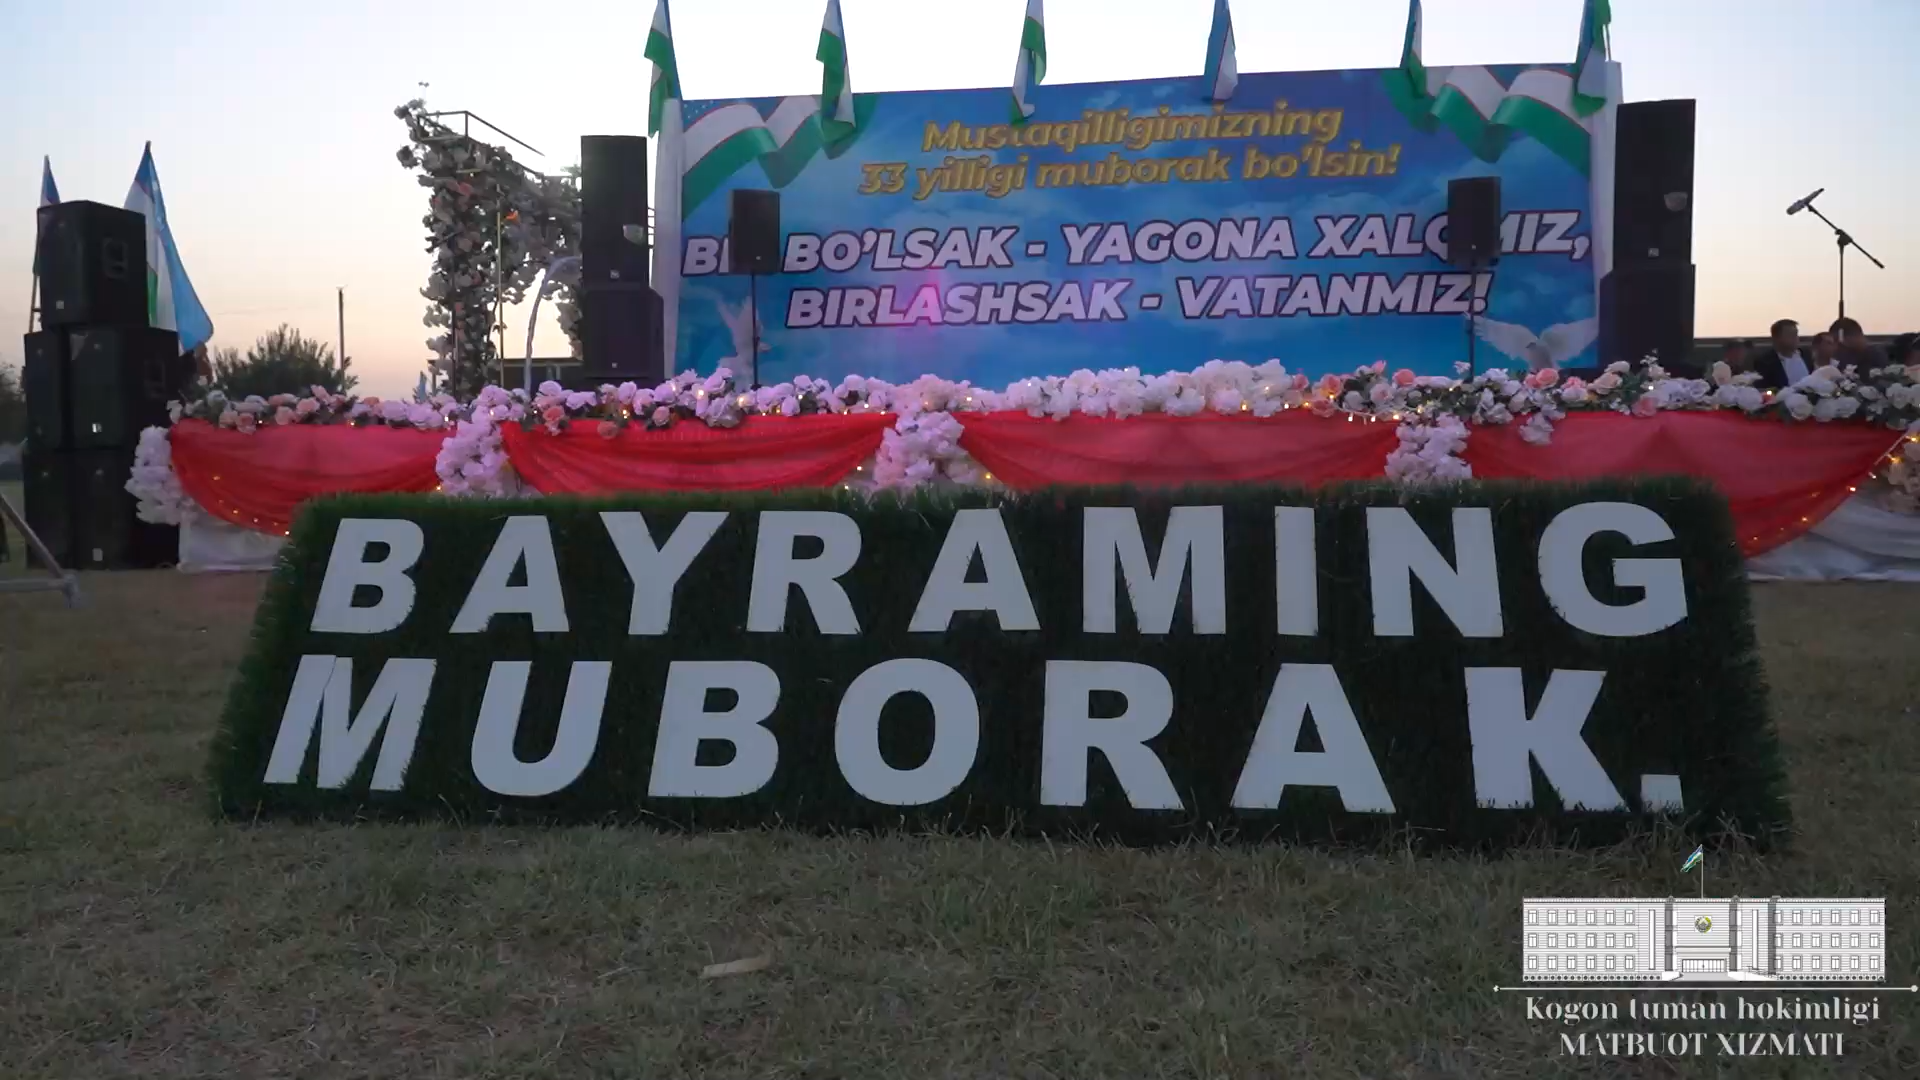 Mustaqilligimizning
33 yilligi muborak bo'lsin!
BO'LSAK - YAGONA
BIRLASHSAK - VATANMIZ!
BAYRAMING
MUBORAK.
Kogon tuman hokimligi
MATBUOT XIZMATI